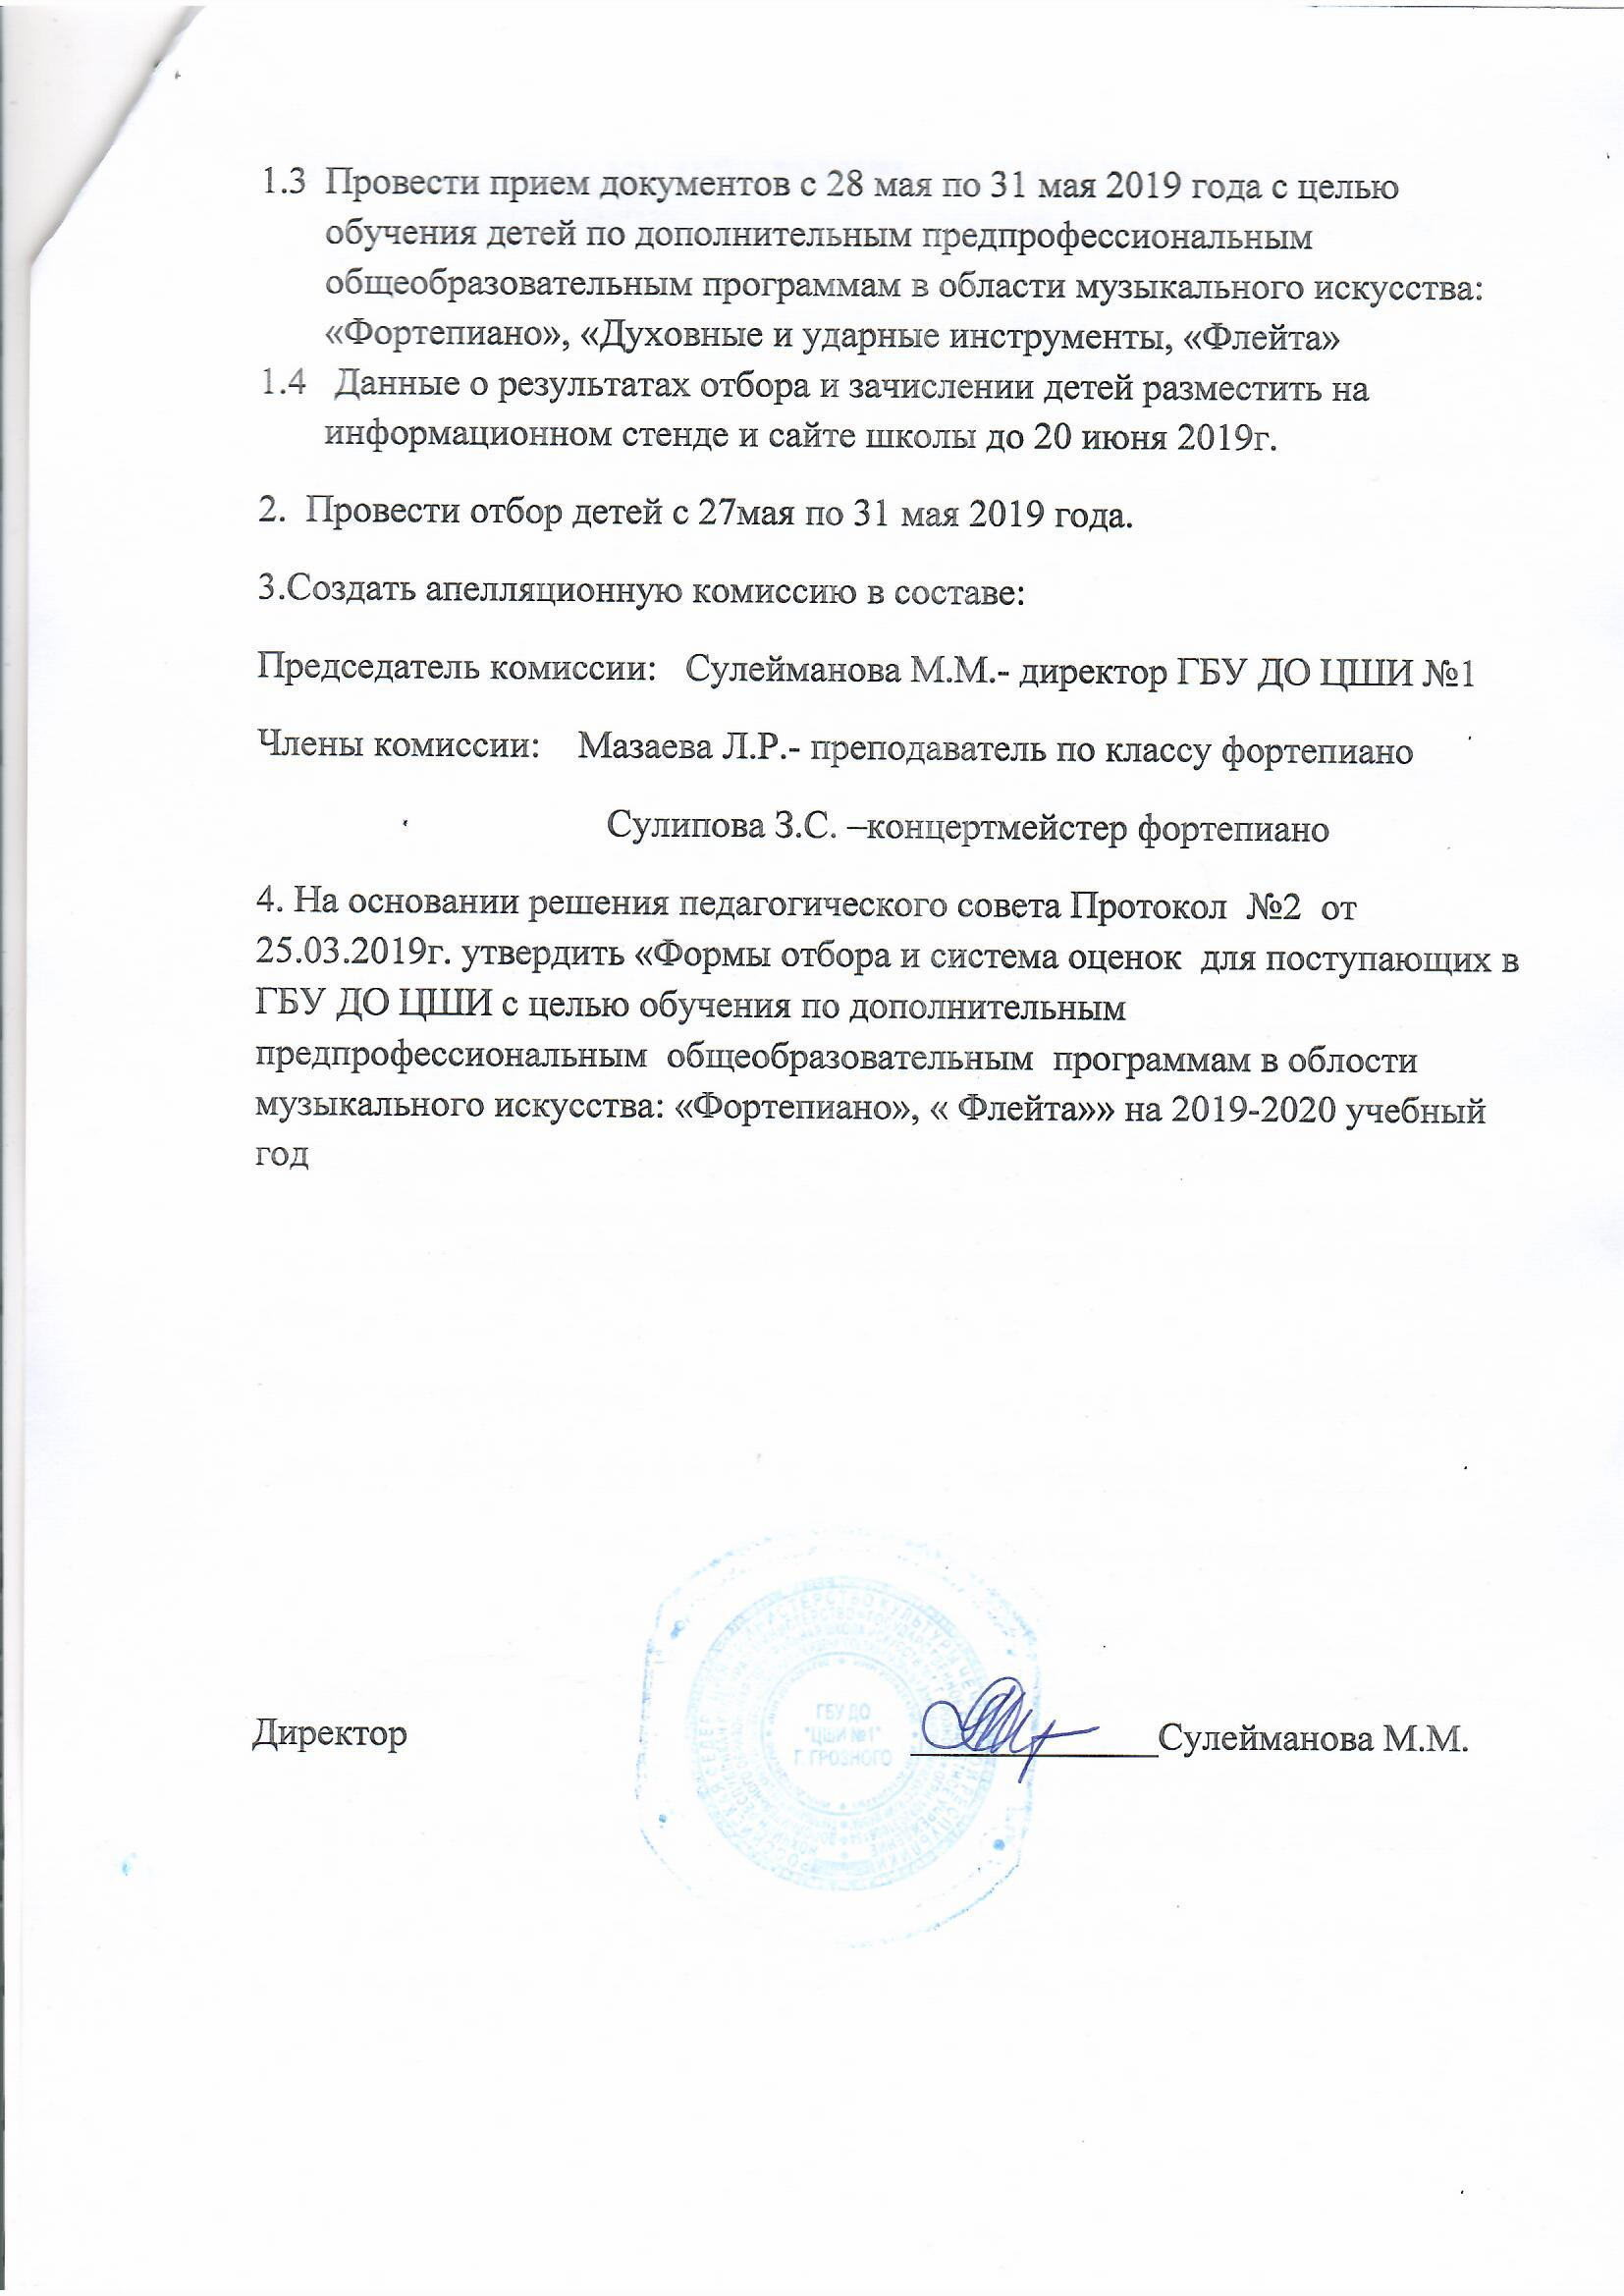 1.3 Провести прием документов с 28 мая по 31 мая 2019 года с целью
обучения детей по дополнительным предпрофессиональным
общеобразовательным программам в области музыкального искусства:
«Фортепиано», «Духовные и ударные инструменты, «Флейта»
1.4 Данные о результатах отбора и зачислении детей разместить на
информационном стенде и сайте школы до 20 июня 2019г.
2. Провести отбор детей с 27мая по 31 мая 2019 года.
3.Создать апелляционную комиссию в составе:
Председатель комиссии: Сулейманова М.М.- директор ГБУ ДО ЦШИ №1
Члены комиссии: Мазаева Л.Р.- преподаватель по классу фортепиано
Сулипова З.С. –концертмейстер фортепиано
4. На основании решения педагогического совета Протокол №2 от
25.03.2019г. утвердить «Формы отбора и система оценок для поступающих в
ГБУ ДО ЦШИ с целью обучения по дополнительным
предпрофессиональным общеобразовательным программам в облости
музыкального искусства: «Фортепиано», « Флейта»» на 2019-2020 учебный
год
ГБУ ДО
"ЦШИ №1"
Г. ГРОЗНОГО
Директор Сулейманова М.М.